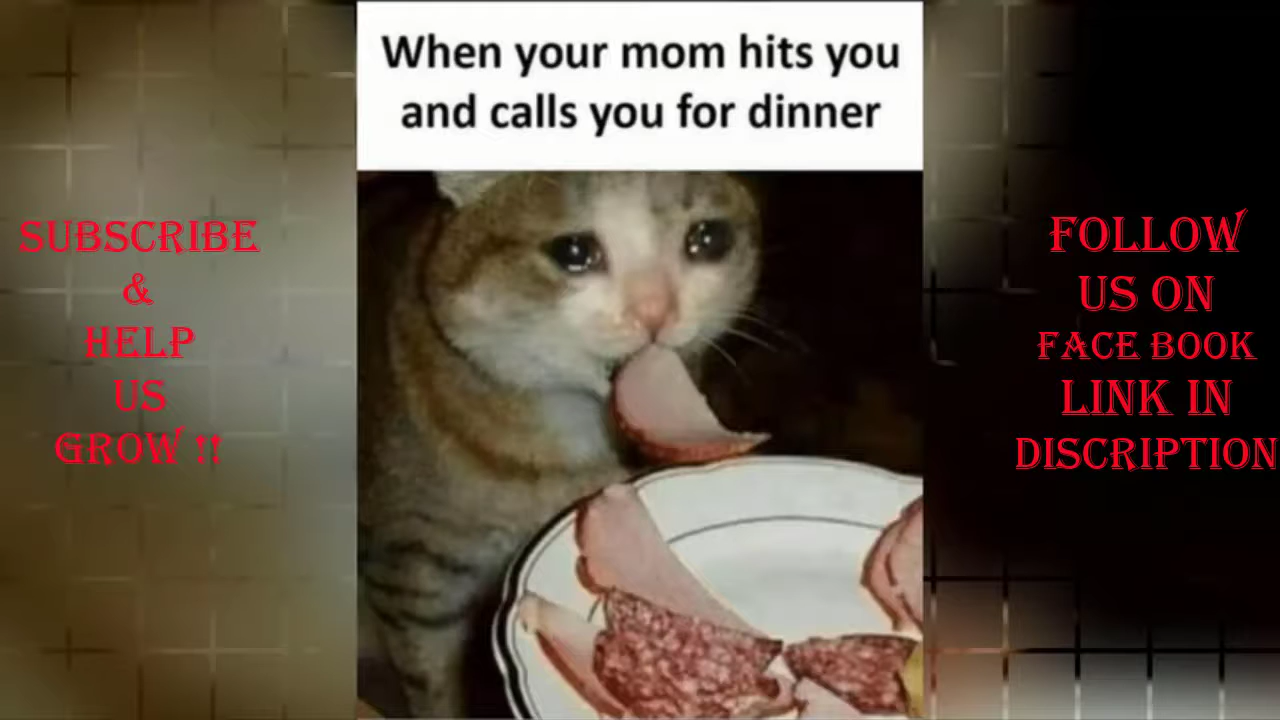 When your mom hits you
and calls you for dinner
SUBSCRIBE
&
HELP
US
GROW !!
FOLLOW
US ON
FACE BOOK
LINK IN
DISCRIPTION